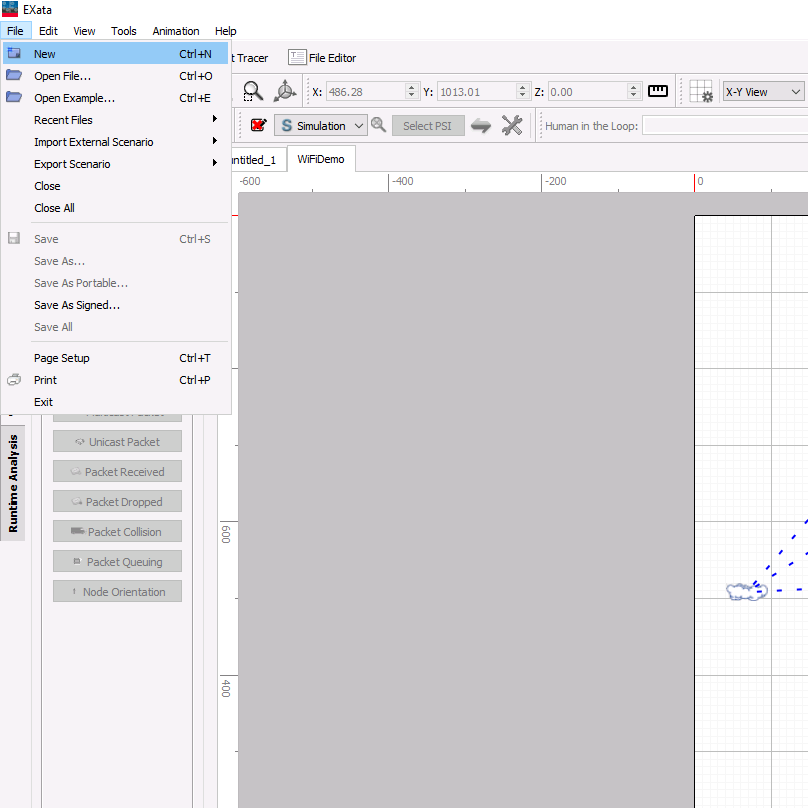 EXata
File Edit View Tools Animation Help
New Ctrl+N
Open File... Ctrl+O
Open Example... Ctrl+E
Recent Files
Import External Scenario
Export Scenario
Close
Close All
Save Ctrl+S
Save As...
Save As Portable...
Save As Signed...
Save All
Page Setup Ctrl+T
Print Ctrl+P
Exit
Tracer File Editor
X: 486.28 Y: 1013.01 Z: 0.00 X-Y View
S Simulation Select PSI Human in the Loop:
ntitled_1 WiFiDemo
-600 -400 -200 0
Unicast Packet
Packet Received
Packet Dropped
Packet Collision
Packet Queuing
Node Orientation
Runtime Analysis
600
400